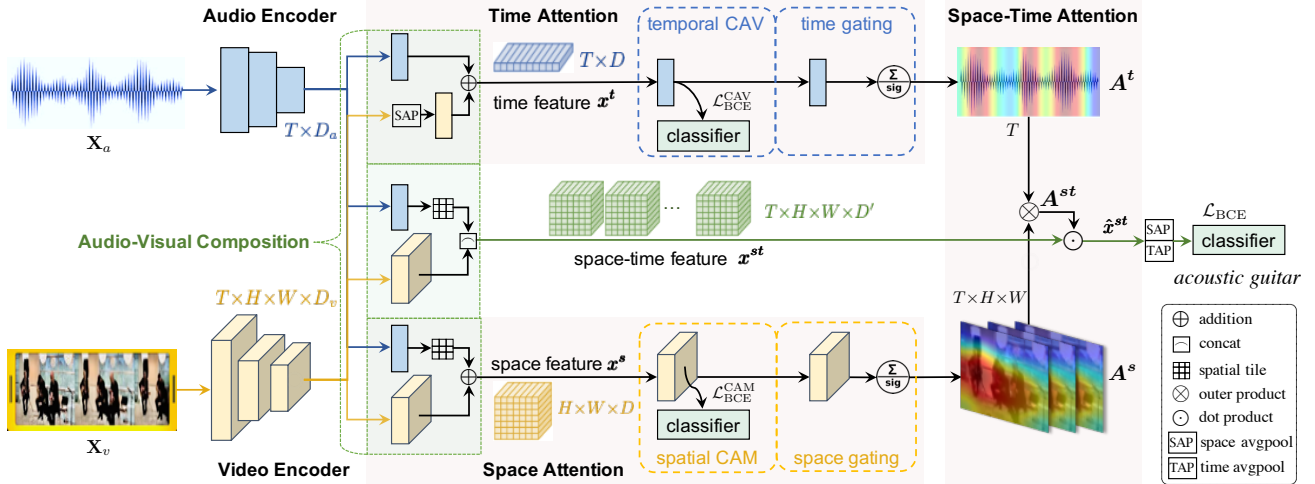 Audio Encoder
Time Attention
Space-Time Attention
temporal CAV
time gating
T × D
SAP
time feature x^t
L_BCE^CAV
classifier
Σ
sig
A^t
T × D_a
X_a
T
Audio-Visual Composition
...
T×H×W×D′
space-time feature x^st
A^st
x̂^st
SAP
TAP
L_BCE
classifier
acoustic guitar
T×H×W×D_v
X_v
Video Encoder
space feature x^s
H×W×D
L_BCE^CAM
classifier
Σ
sig
T×H×W
A^s
Space Attention
spatial CAM
space gating
addition
concat
spatial tile
outer product
dot product
SAP space avgpool
TAP time avgpool